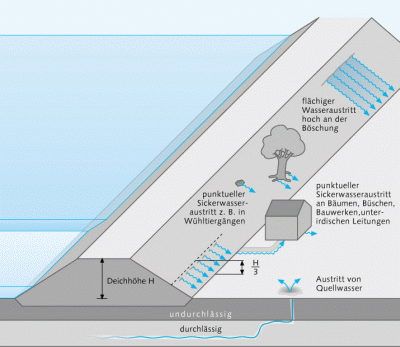 flächiger
Wasseraustritt
hoch an der
Böschung
punktueller
Sickerwasser-
austritt z. B. in
Wühltiergängen
punktueller
Sickerwasseraustritt
an Bäumen, Büschen,
Bauwerken,unter-
irdischen Leitungen
H
3
Deichhöhe H
Austritt von
Quellwasser
undurchlässig
durchlässig